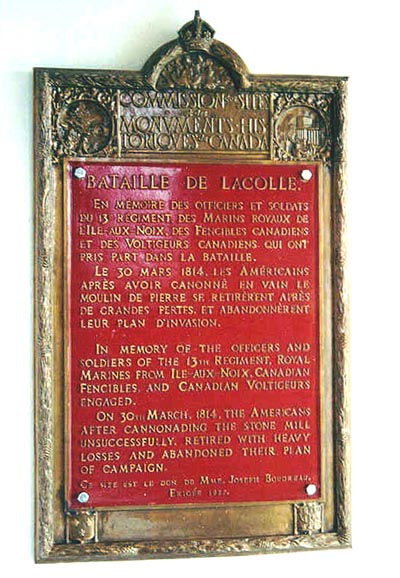 COMMISSION·SITES
ET
MONUMENTS·HIS
TORIQUES·CANADA
BATAILLE DE LACOLLE.
EN MÉMOIRE DES OFFICIERS ET SOLDATS
DU 13 REGIMENT, DES MARINS ROYAUX DE
L'ILE-AUX-NOIX, DES FENCIBLES CANADIENS
ET DES VOLTIGEURS CANADIENS, QUI ONT
PRIS PART DANS LA BATAILLE.
LE 30 MARS 1814, LES AMÉRICAINS
APRÈS AVOIR CANONNÉ EN VAIN LE
MOULIN DE PIERRE SE RETIRÈRENT APRÈS
DE GRANDES PERTES, ET ABANDONNÈRENT
LEUR PLAN D'INVASION.
IN MEMORY OF THE OFFICERS AND
SOLDIERS OF THE 13TH REGIMENT, ROYAL
MARINES FROM ILE-AUX-NOIX, CANADIAN
FENCIBLES, AND CANADIAN VOLTIGEURS
ENGAGED.
ON 30TH MARCH, 1814, THE AMERICANS
AFTER CANNONADING THE STONE MILL
UNSUCCESSFULLY, RETIRED WITH HEAVY
LOSSES AND ABANDONED THEIR PLAN
OF CAMPAIGN.
CE SITE EST LE DON DE MME. JOSEPH BOUDREAU.
ERIGÉE